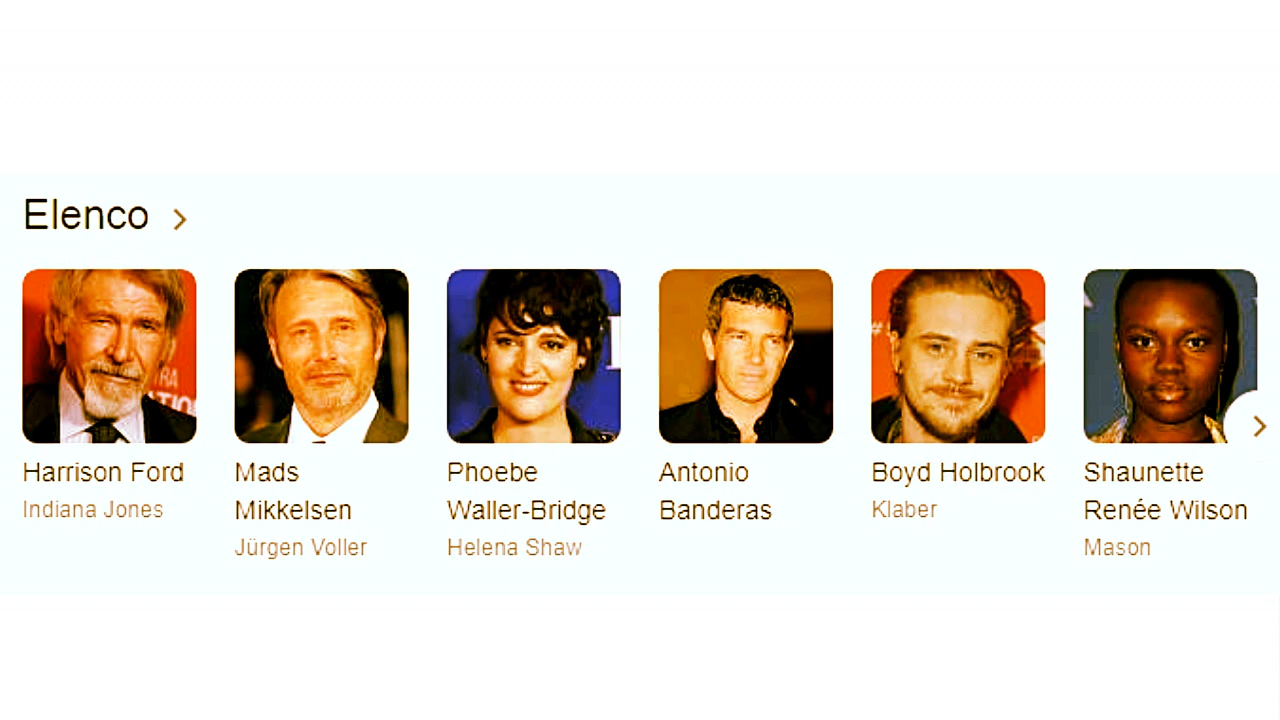 Elenco
Harrison Ford
Indiana Jones
Mads
Mikkelsen
Jürgen Voller
Phoebe
Waller-Bridge
Helena Shaw
Antonio
Banderas
Boyd Holbrook
Klaber
Shaunette
Renée Wilson
Mason